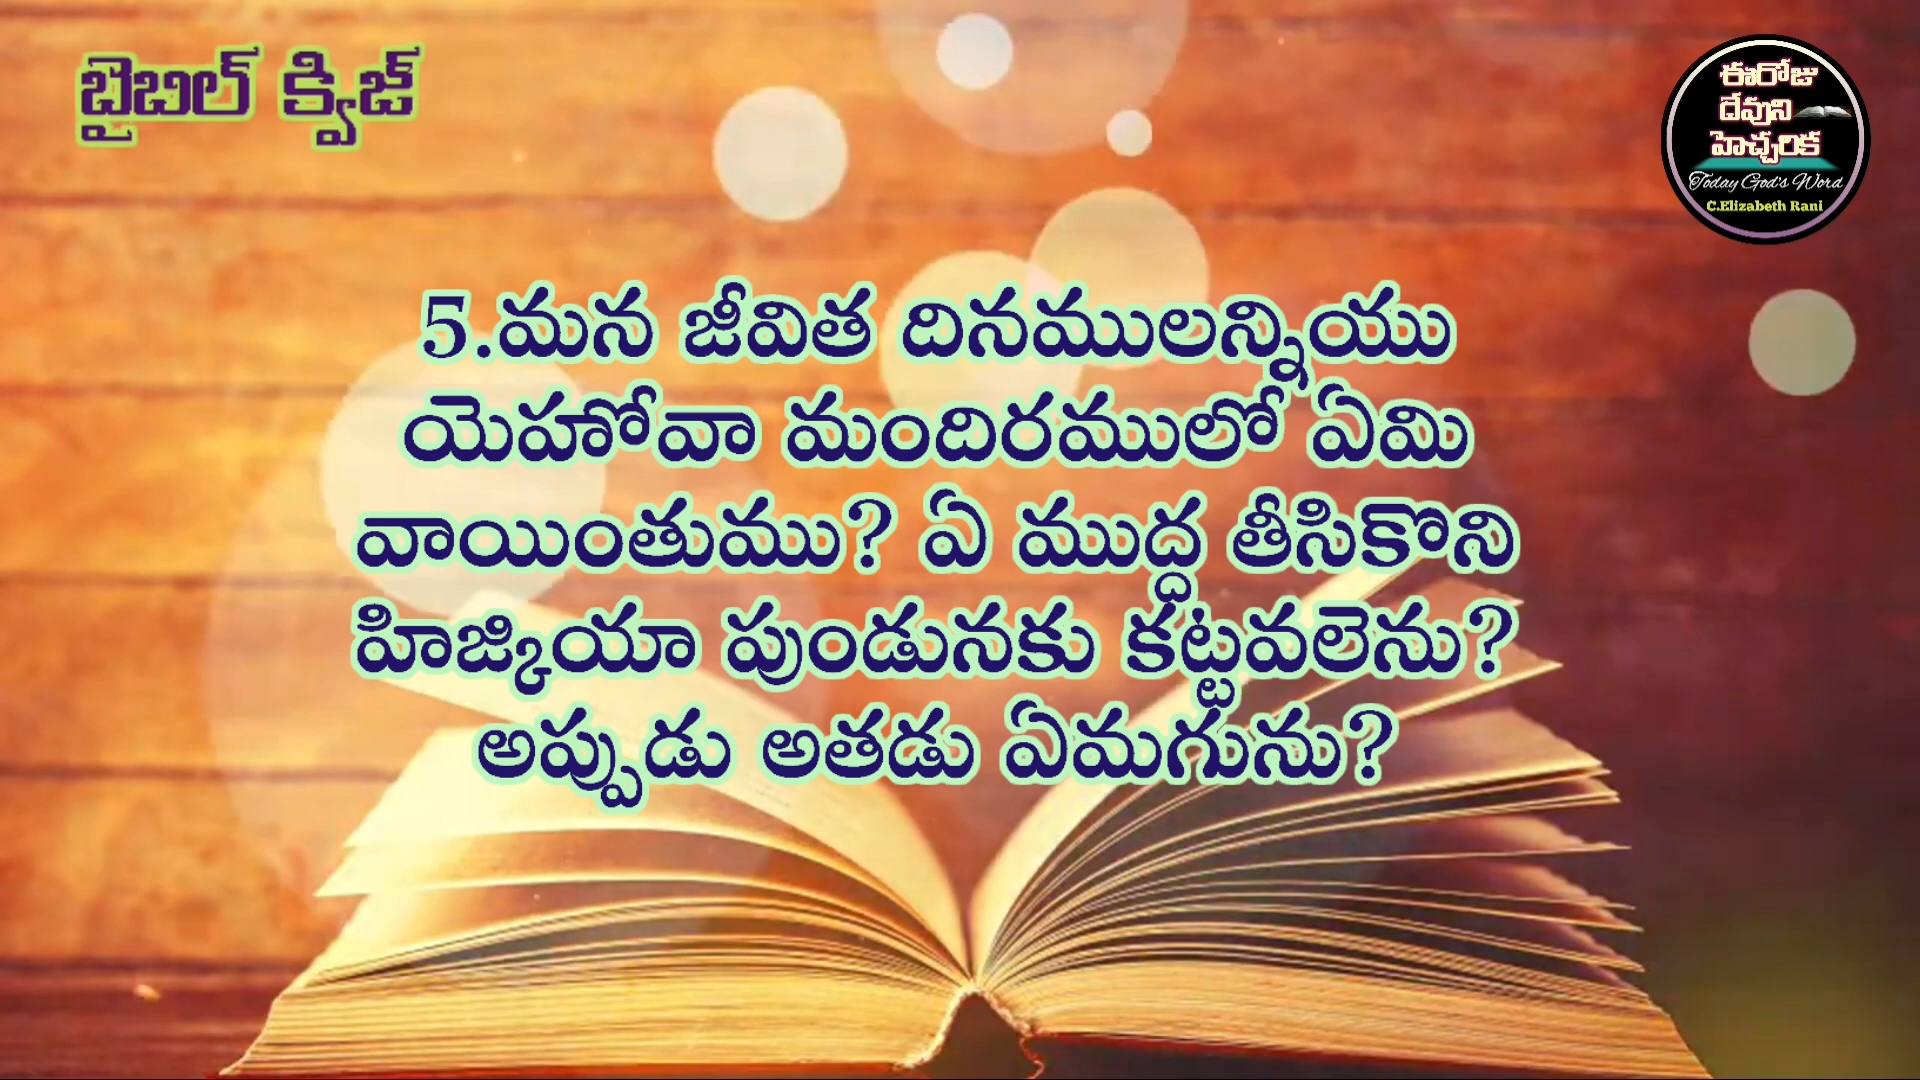 బైబిల్ క్విజ్
ఈరోజు
దేవుని
హెచ్చరిక
Today God's Word
C.Elizabeth Rani
5.మన జీవిత దినములన్నియు
యెహోవా మందిరములో ఏమి
వాయింతుము? ఏ ముద్ద తీసికొని
హిజ్కియా పుండునకు కట్టవలెను?
అప్పుడు అతడు ఏమగును?